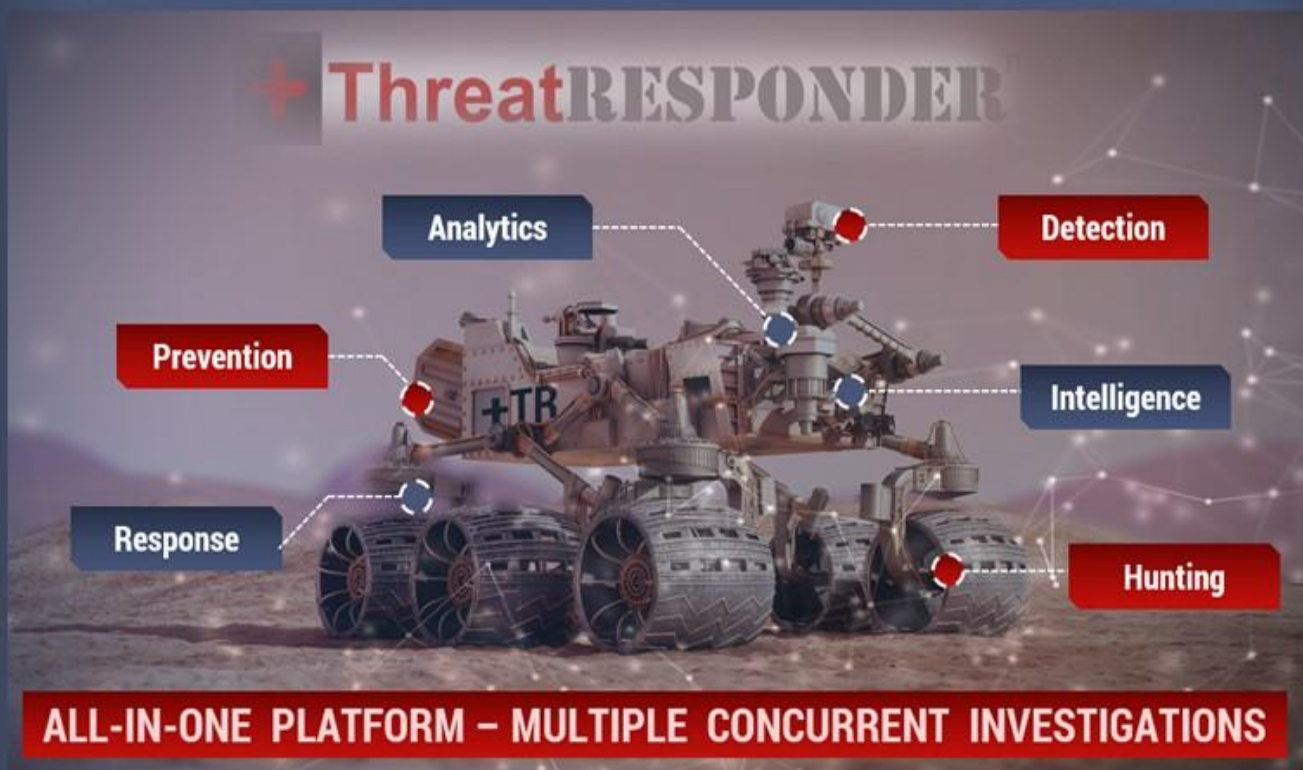 +ThreatRESPONDER
Analytics
Detection
Prevention
Intelligence
+TR
Response
Hunting
ALL-IN-ONE PLATFORM – MULTIPLE CONCURRENT INVESTIGATIONS